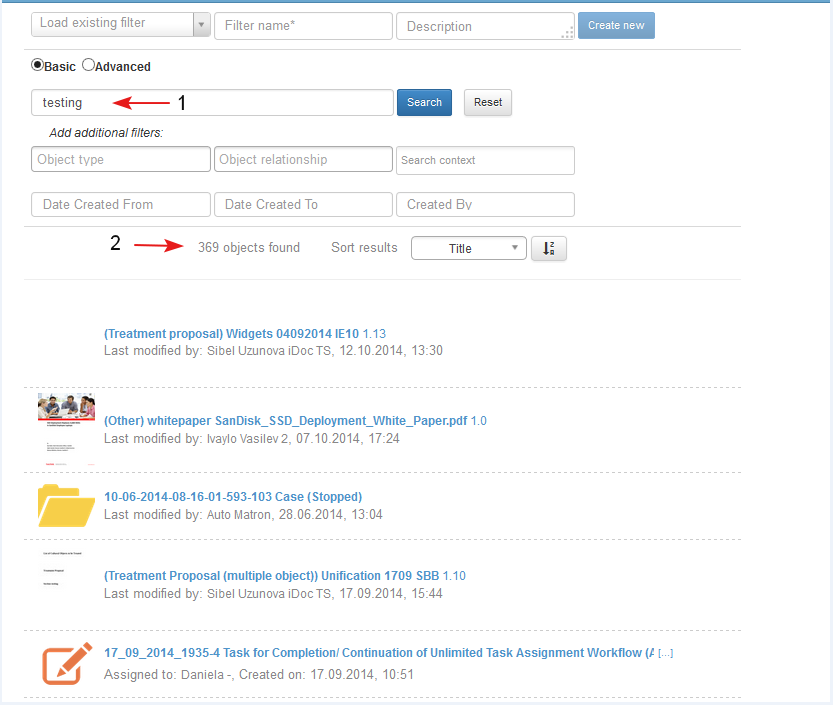 Load existing filter Filter name* Description Create new
Basic Advanced
testing 1 Search Reset
Add additional filters:
Object type Object relationship Search context
Date Created From Date Created To Created By
2 369 objects found Sort results Title
(Treatment proposal) Widgets 04092014 IE10 1.13
Last modified by: Sibel Uzunova iDoc TS, 12.10.2014, 13:30
(Other) whitepaper SanDisk_SSD_Deployment_White_Paper.pdf 1.0
Last modified by: Ivaylo Vasilev 2, 07.10.2014, 17:24
10-06-2014-08-16-01-593-103 Case (Stopped)
Last modified by: Auto Matron, 28.06.2014, 13:04
(Treatment Proposal (multiple object)) Unification 1709 SBB 1.10
Last modified by: Sibel Uzunova iDoc TS, 17.09.2014, 15:44
17_09_2014_1935-4 Task for Completion/ Continuation of Unlimited Task Assignment Workflow (A [...]
Assigned to: Daniela -, Created on: 17.09.2014, 10:51